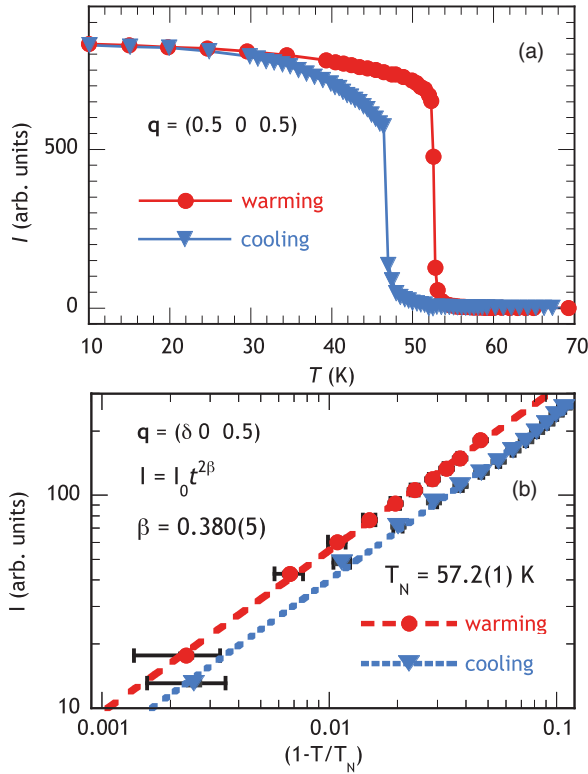 (a)
500
0
I (arb. units)
q = (0.5 0 0.5)
warming
cooling
10 20 30 40 50 60 70
T (K)
(b)
q = (δ 0 0.5)
I = I₀t²ᵝ
β = 0.380(5)
T_N = 57.2(1) K
warming
cooling
100
10
I (arb. units)
0.001 0.01 0.1
(1-T/T_N)